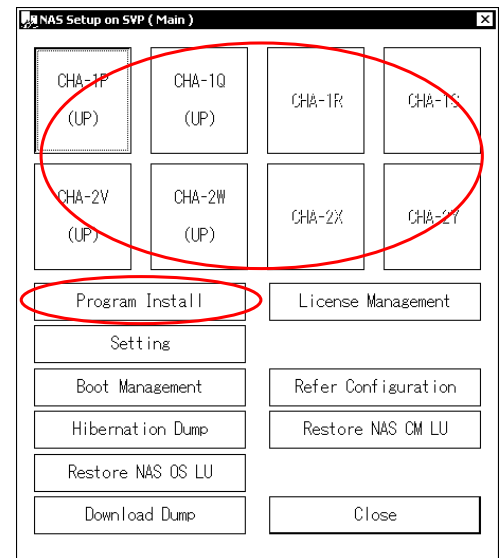 NAS Setup on SVP ( Main )
CHA-1P
(UP)
CHA-1Q
(UP)
CHA-1R
CHA-1S
CHA-2V
(UP)
CHA-2W
(UP)
CHA-2X
CHA-2Y
Program Install
License Management
Setting
Boot Management
Refer Configuration
Hibernation Dump
Restore NAS CM LU
Restore NAS OS LU
Download Dump
Close